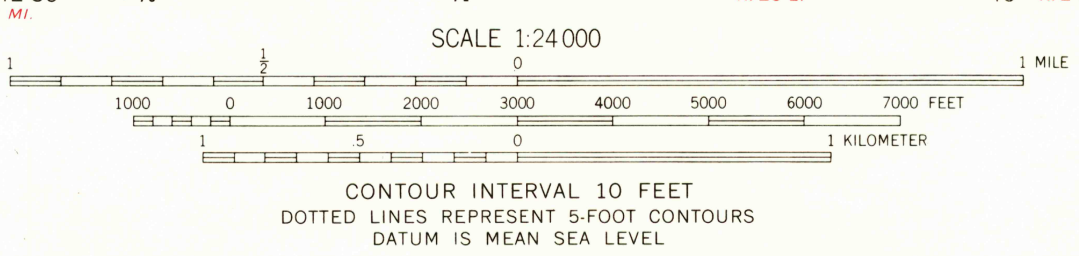 MI.
SCALE 1:24 000
1 1/2 0 1 MILE
1000 0 1000 2000 3000 4000 5000 6000 7000 FEET
1 .5 0 1 KILOMETER
CONTOUR INTERVAL 10 FEET
DOTTED LINES REPRESENT 5-FOOT CONTOURS
DATUM IS MEAN SEA LEVEL